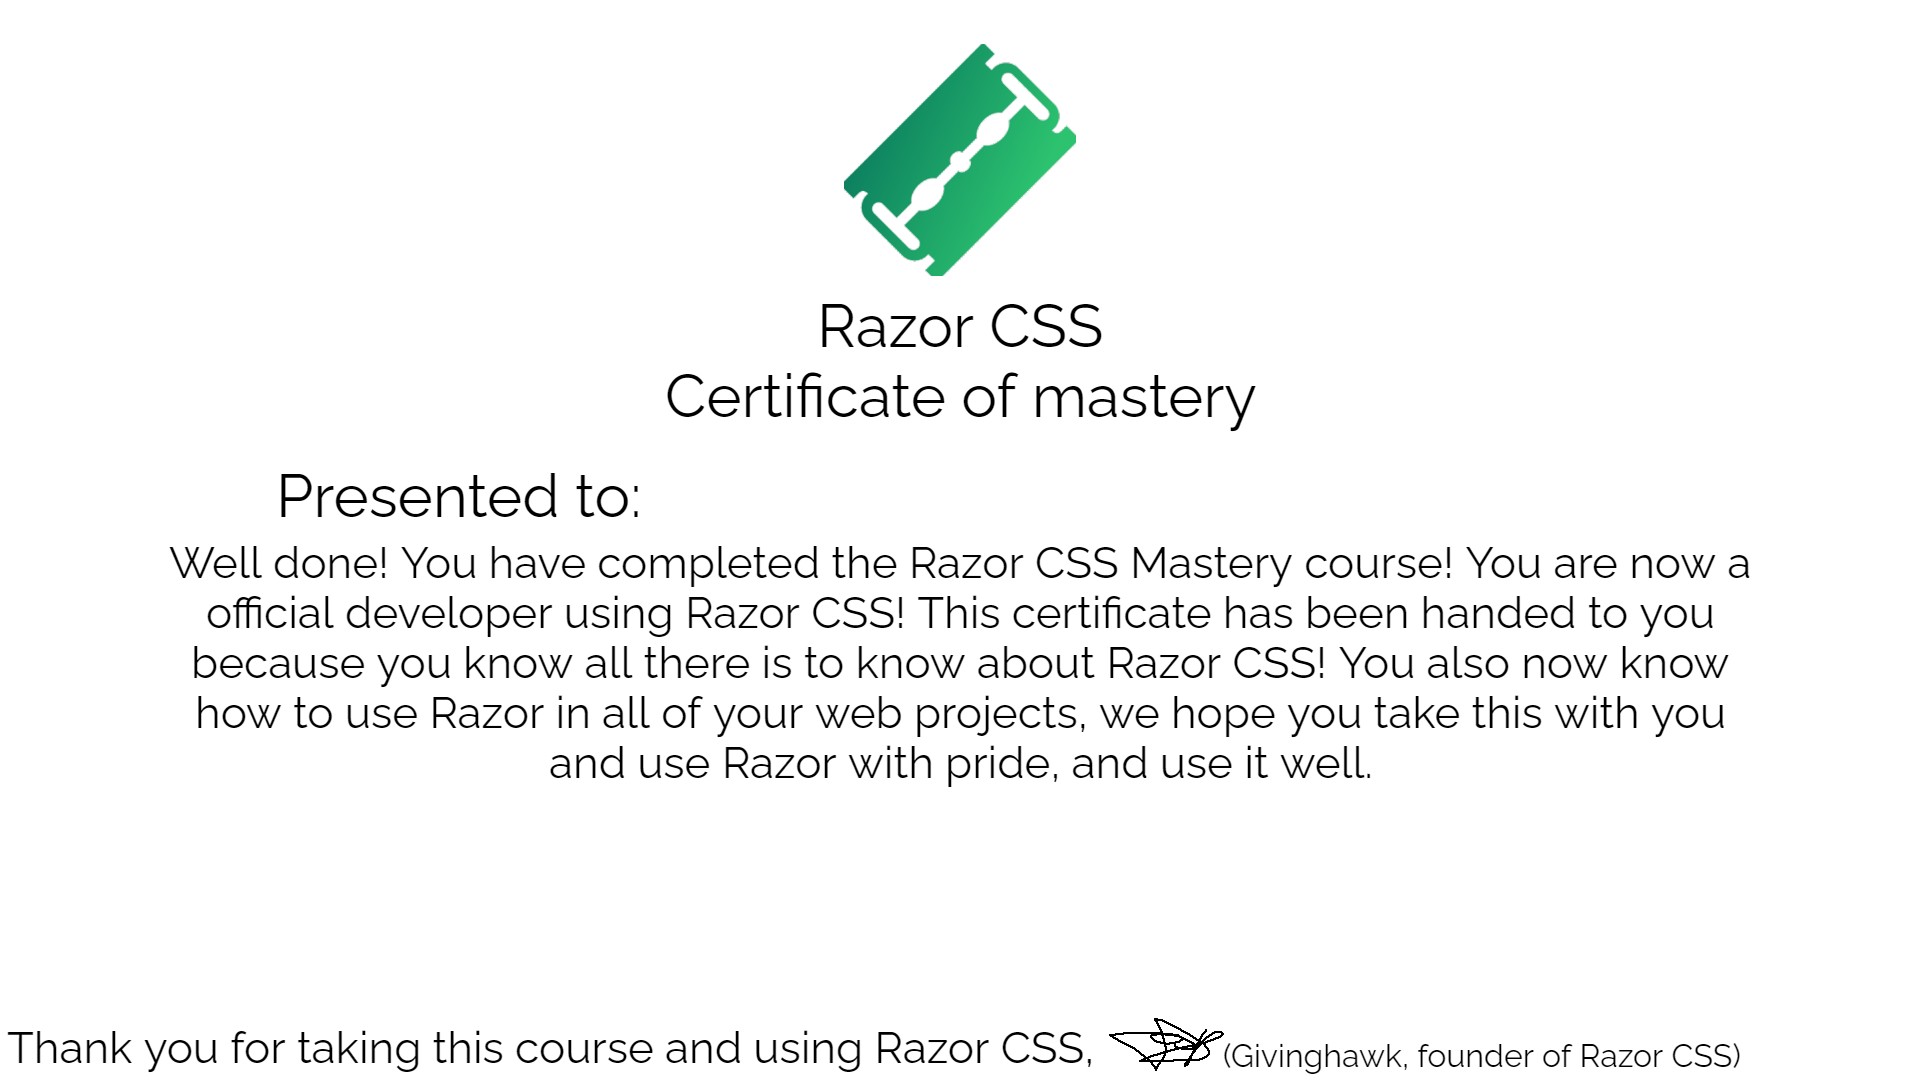 Razor CSS
Certificate of mastery
Presented to:
Well done! You have completed the Razor CSS Mastery course! You are now a
official developer using Razor CSS! This certificate has been handed to you
because you know all there is to know about Razor CSS! You also now know
how to use Razor in all of your web projects, we hope you take this with you
and use Razor with pride, and use it well.
Thank you for taking this course and using Razor CSS, (Givinghawk, founder of Razor CSS)